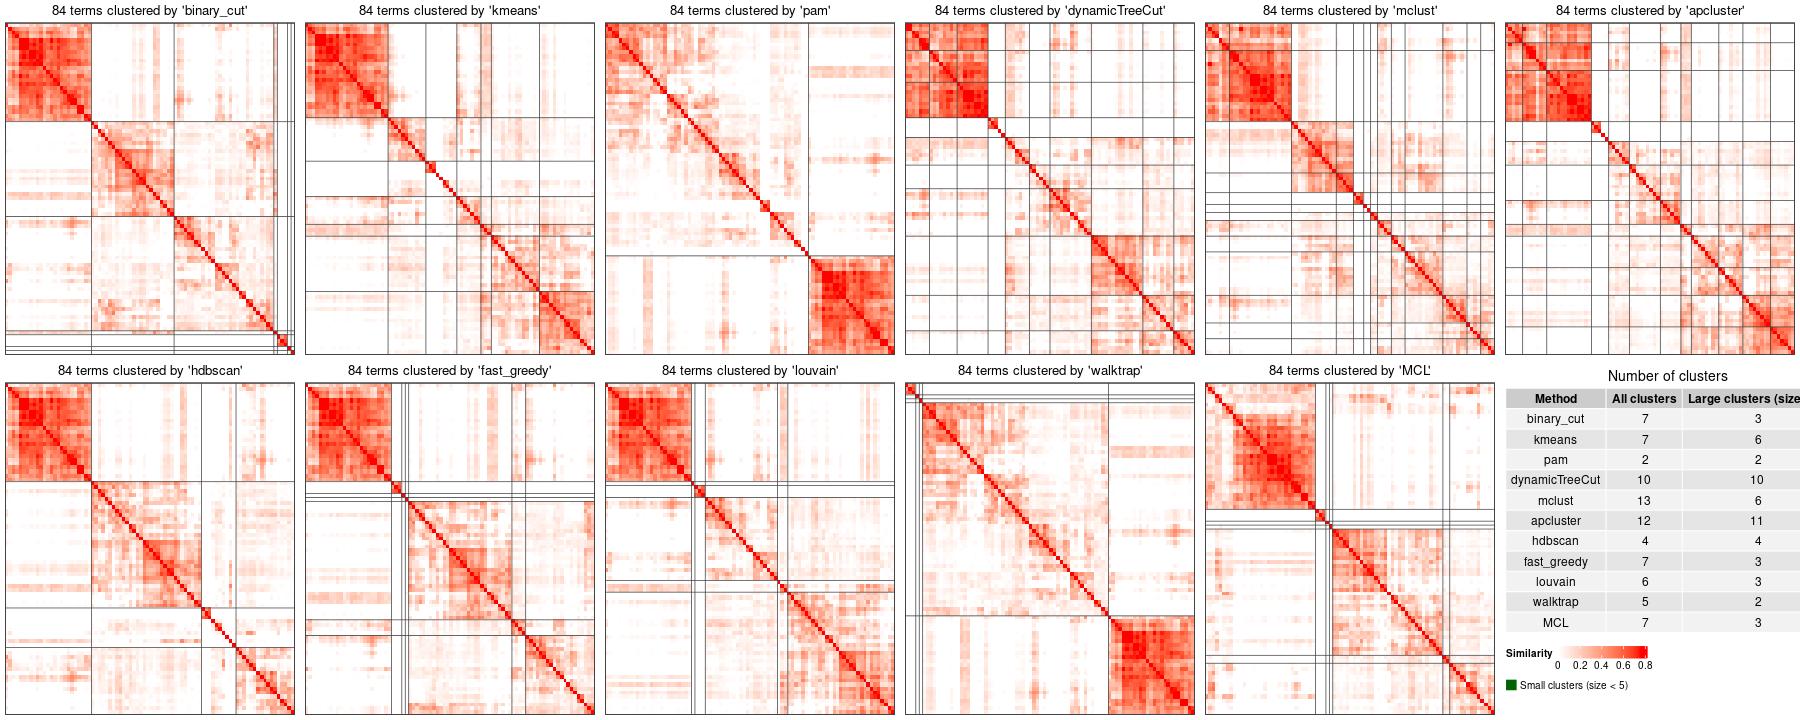 84 terms clustered by 'binary_cut'
84 terms clustered by 'kmeans'
84 terms clustered by 'pam'
84 terms clustered by 'dynamicTreeCut'
84 terms clustered by 'mclust'
84 terms clustered by 'apcluster'
84 terms clustered by 'hdbscan'
84 terms clustered by 'fast_greedy'
84 terms clustered by 'louvain'
84 terms clustered by 'walktrap'
84 terms clustered by 'MCL'
Number of clusters
Method All clusters Large clusters (size
binary_cut 7 3
kmeans 7 6
pam 2 2
dynamicTreeCut 10 10
mclust 13 6
apcluster 12 11
hdbscan 4 4
fast_greedy 7 3
louvain 6 3
walktrap 5 2
MCL 7 3
Similarity
0 0.2 0.4 0.6 0.8
Small clusters (size < 5)